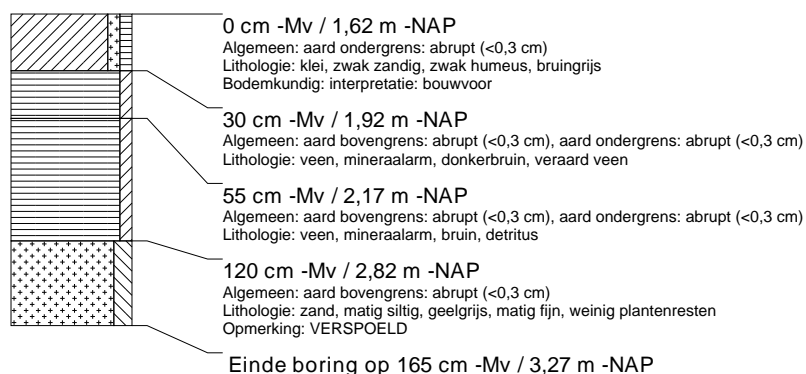 0 cm -Mv / 1,62 m -NAP
Algemeen: aard ondergrens: abrupt (<0,3 cm)
Lithologie: klei, zwak zandig, zwak humeus, bruingrijs
Bodemkundig: interpretatie: bouwvoor
30 cm -Mv / 1,92 m -NAP
Algemeen: aard bovengrens: abrupt (<0,3 cm), aard ondergrens: abrupt (<0,3 cm)
Lithologie: veen, mineraalarm, donkerbruin, veraard veen
55 cm -Mv / 2,17 m -NAP
Algemeen: aard bovengrens: abrupt (<0,3 cm), aard ondergrens: abrupt (<0,3 cm)
Lithologie: veen, mineraalarm, bruin, detritus
120 cm -Mv / 2,82 m -NAP
Algemeen: aard bovengrens: abrupt (<0,3 cm)
Lithologie: zand, matig siltig, geelgrijs, matig fijn, weinig plantenresten
Opmerking: VERSPOELD
Einde boring op 165 cm -Mv / 3,27 m -NAP